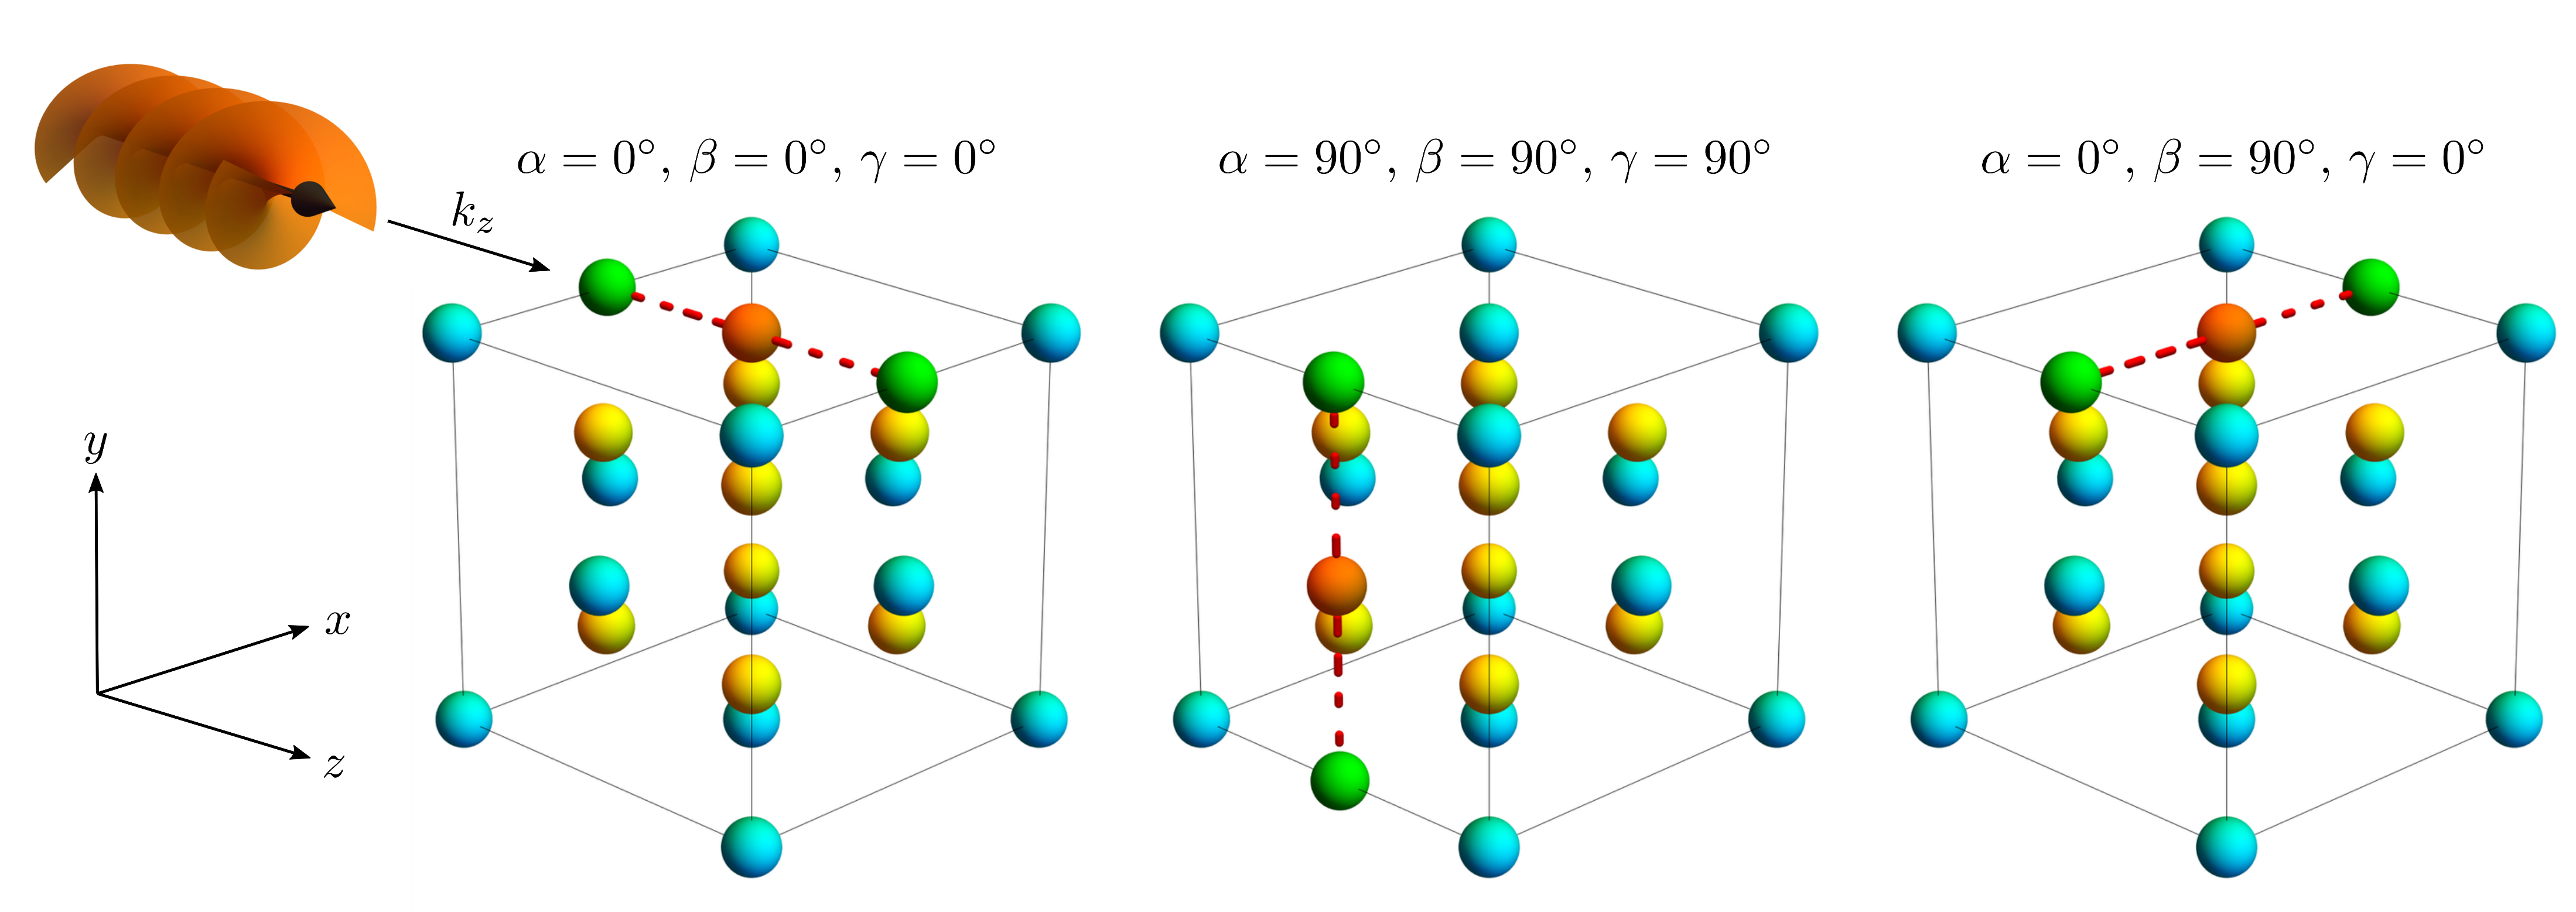 α = 0°, β = 0°, γ = 0°
α = 90°, β = 90°, γ = 90°
α = 0°, β = 90°, γ = 0°
k_z
y
x
z